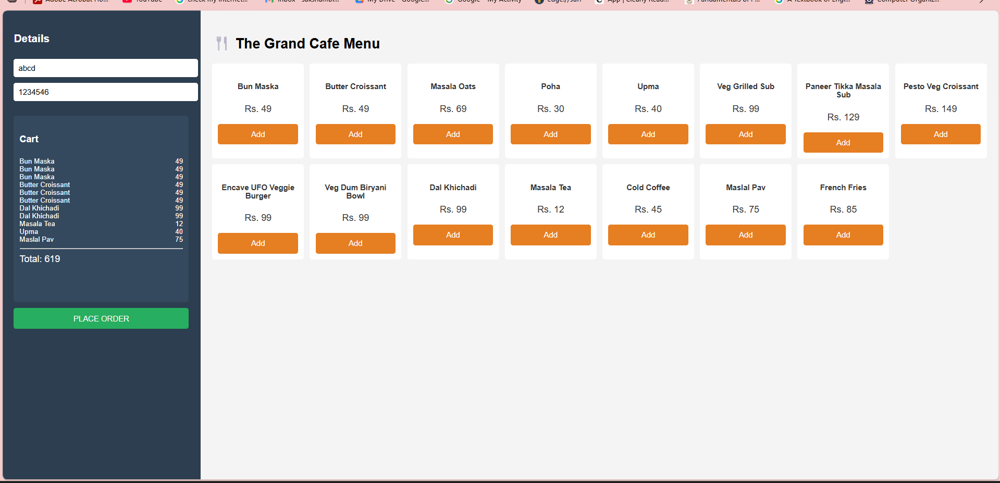 Details
abcd
1234546
Cart
Bun Maska 49
Bun Maska 49
Bun Maska 49
Butter Croissant 49
Butter Croissant 49
Butter Croissant 49
Dal Khichadi 99
Dal Khichadi 99
Masala Tea 12
Upma 40
Maslal Pav 75
Total: 619
PLACE ORDER
The Grand Cafe Menu
Bun Maska
Rs. 49
Add
Butter Croissant
Rs. 49
Add
Masala Oats
Rs. 69
Add
Poha
Rs. 30
Add
Upma
Rs. 40
Add
Veg Grilled Sub
Rs. 99
Add
Paneer Tikka Masala
Sub
Rs. 129
Add
Pesto Veg Croissant
Rs. 149
Add
Encave UFO Veggie
Burger
Rs. 99
Add
Veg Dum Biryani
Bowl
Rs. 99
Add
Dal Khichadi
Rs. 99
Add
Masala Tea
Rs. 12
Add
Cold Coffee
Rs. 45
Add
Maslal Pav
Rs. 75
Add
French Fries
Rs. 85
Add